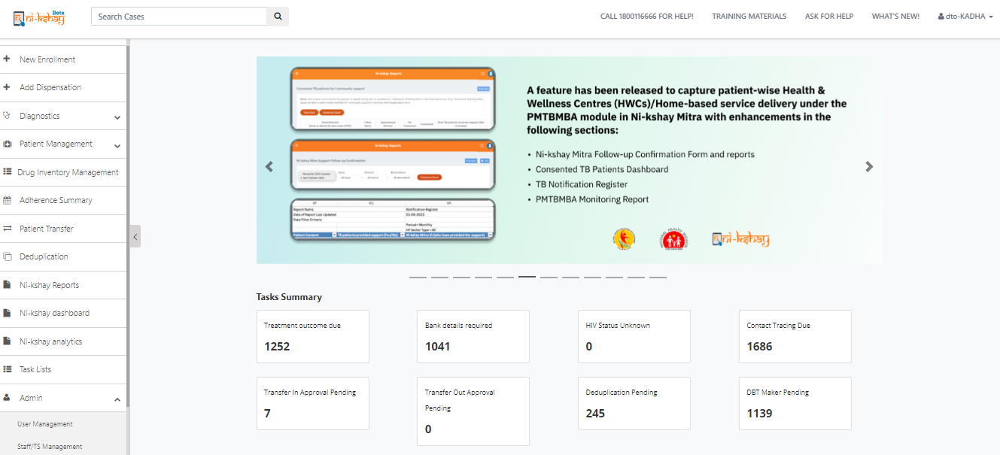 ni-kshay Beta
Search Cases
CALL 1800116666 FOR HELP!
TRAINING MATERIALS
ASK FOR HELP
WHAT'S NEW!
dto-KADHA
New Enrollment
Add Dispensation
Diagnostics
Patient Management
Drug Inventory Management
Adherence Summary
Patient Transfer
Deduplication
Ni-kshay Reports
Ni-kshay dashboard
Ni-kshay analytics
Task Lists
Admin
User Management
Staff/TS Management
Ni-kshay Reports
Consented TB patients for Community support
Ni-kshay Reports
Ni-kshay Mitra Support Follow-up Confirmation
Report Name
Notification Register
Date of Report Last Updated
01-06-2023
Data Filter Criteria
Period = Monthly
HF Sector Type = All
Patient Consent
TB patients provided support (Yes/No)
Ni-kshay Mitra ID (who have provided the support)
A feature has been released to capture patient-wise Health &
Wellness Centres (HWCs)/Home-based service delivery under the
PMTBMBA module in Ni-kshay Mitra with enhancements in the
following sections:
• Ni-kshay Mitra Follow-up Confirmation Form and reports
• Consented TB Patients Dashboard
• TB Notification Register
• PMTBMBA Monitoring Report
ni-kshay
Tasks Summary
Treatment outcome due
1252
Bank details required
1041
HIV Status Unknown
0
Contact Tracing Due
1686
Transfer In Approval Pending
7
Transfer Out Approval
Pending
0
Deduplication Pending
245
DBT Maker Pending
1139